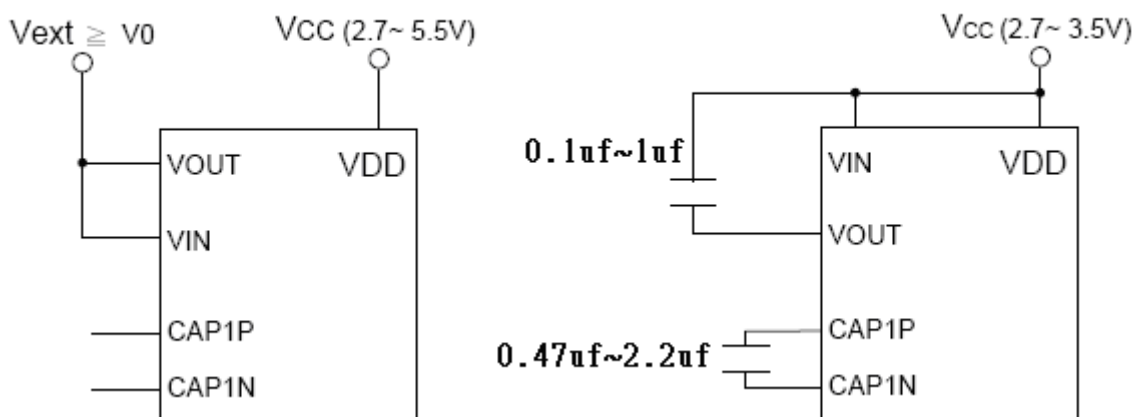 Vext ≧ V0
VCC (2.7~ 5.5V)
VOUT
VDD
VIN
CAP1P
CAP1N
VCC (2.7~ 3.5V)
0.1uf~1uf
VIN
VDD
VOUT
0.47uf~2.2uf
CAP1P
CAP1N